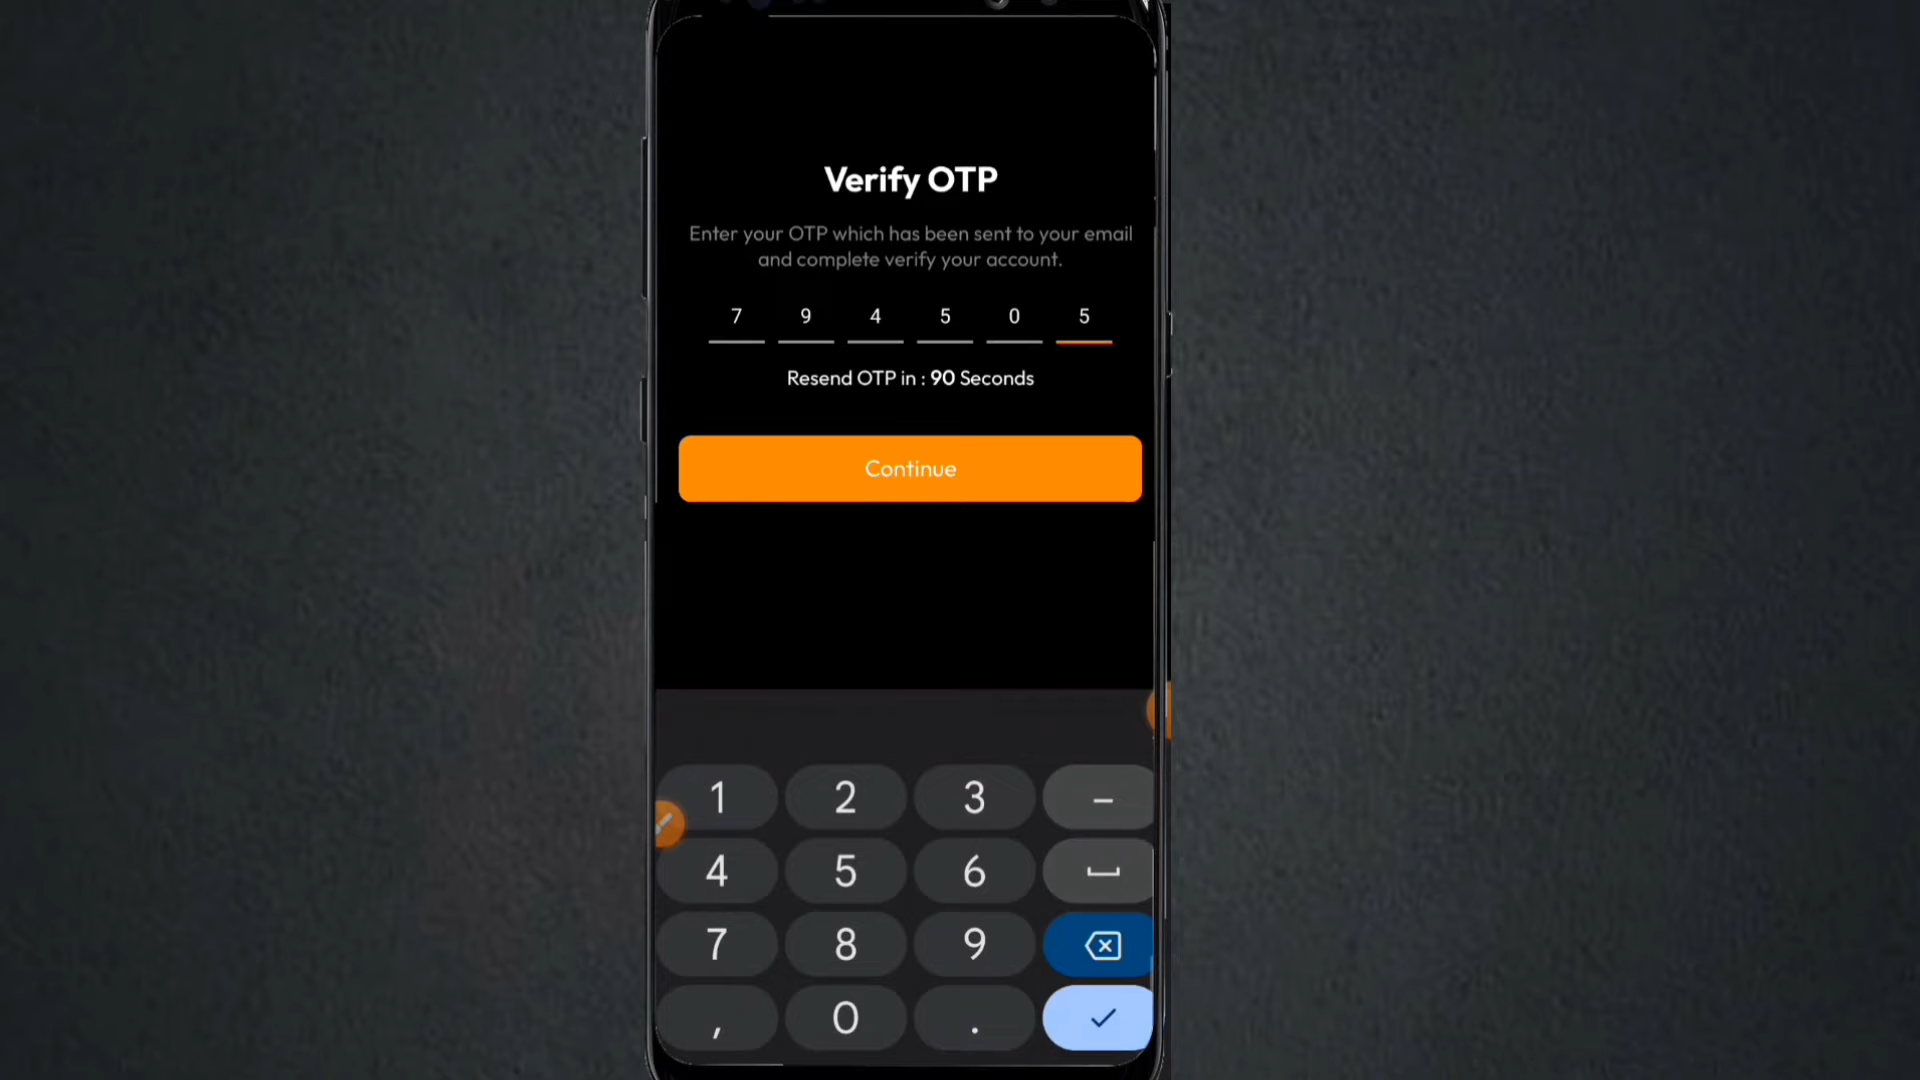 Verify OTP
Enter your OTP which has been sent to your email
and complete verify your account.
7 9 4 5 0 5
Resend OTP in : 90 Seconds
Continue
1 2 3 –
4 5 6
7 8 9
, 0 .